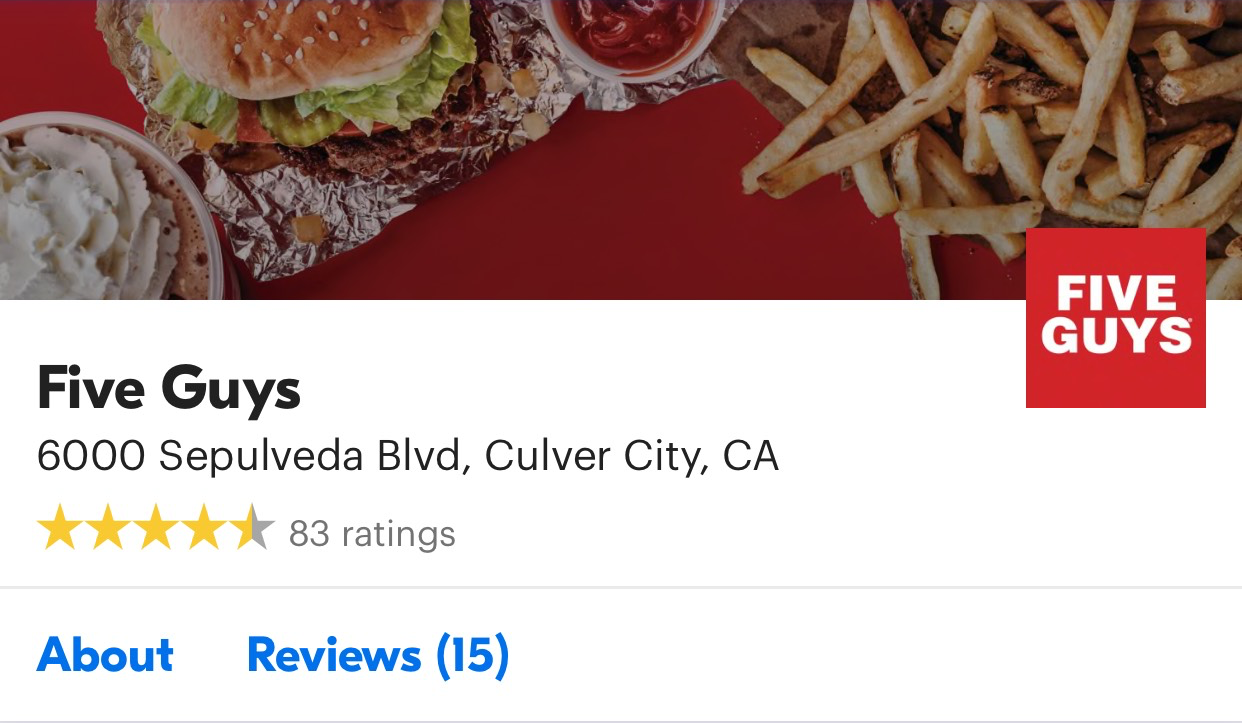 FIVE
GUYS
Five Guys
6000 Sepulveda Blvd, Culver City, CA
83 ratings
About Reviews (15)